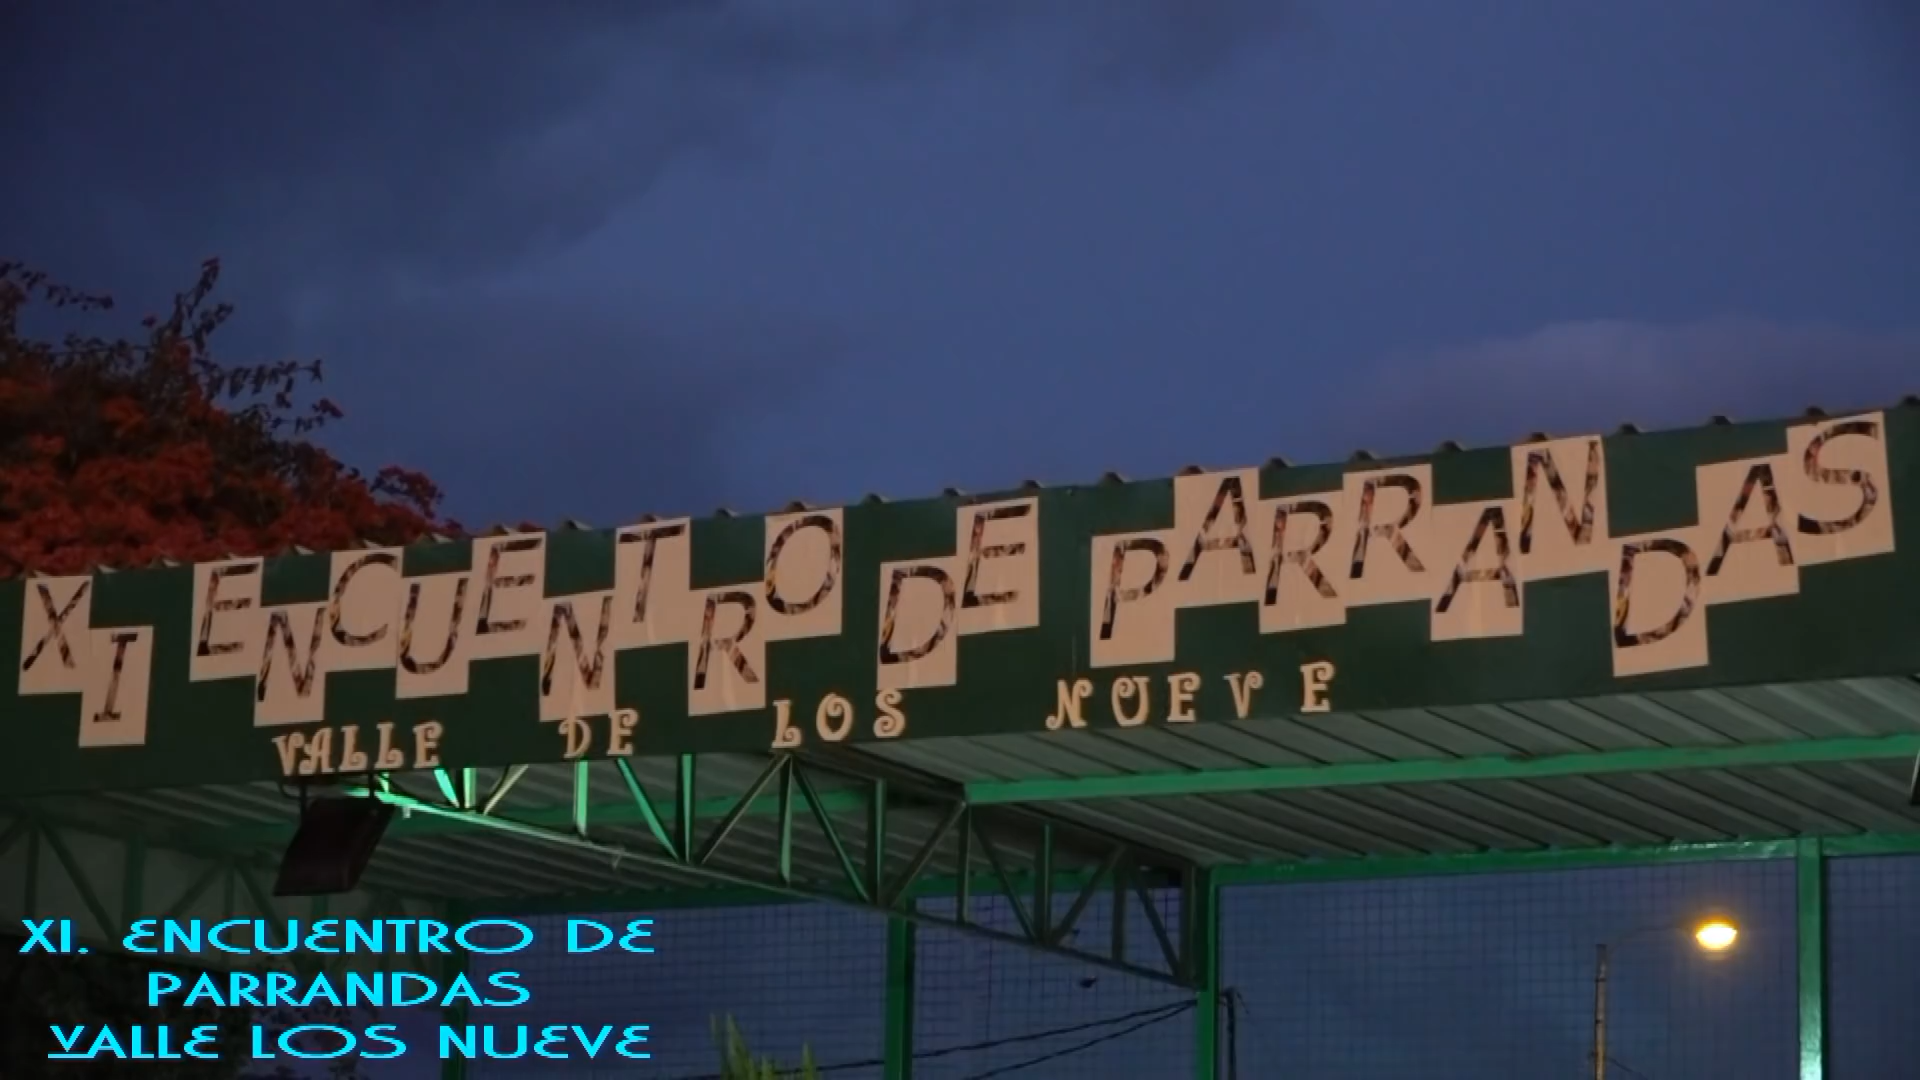 XI ENCUENTRO DE PARRANDAS
VALLE DE LOS NUEVE
XI. ENCUENTRO DE
PARRANDAS
VALLE LOS NUEVE